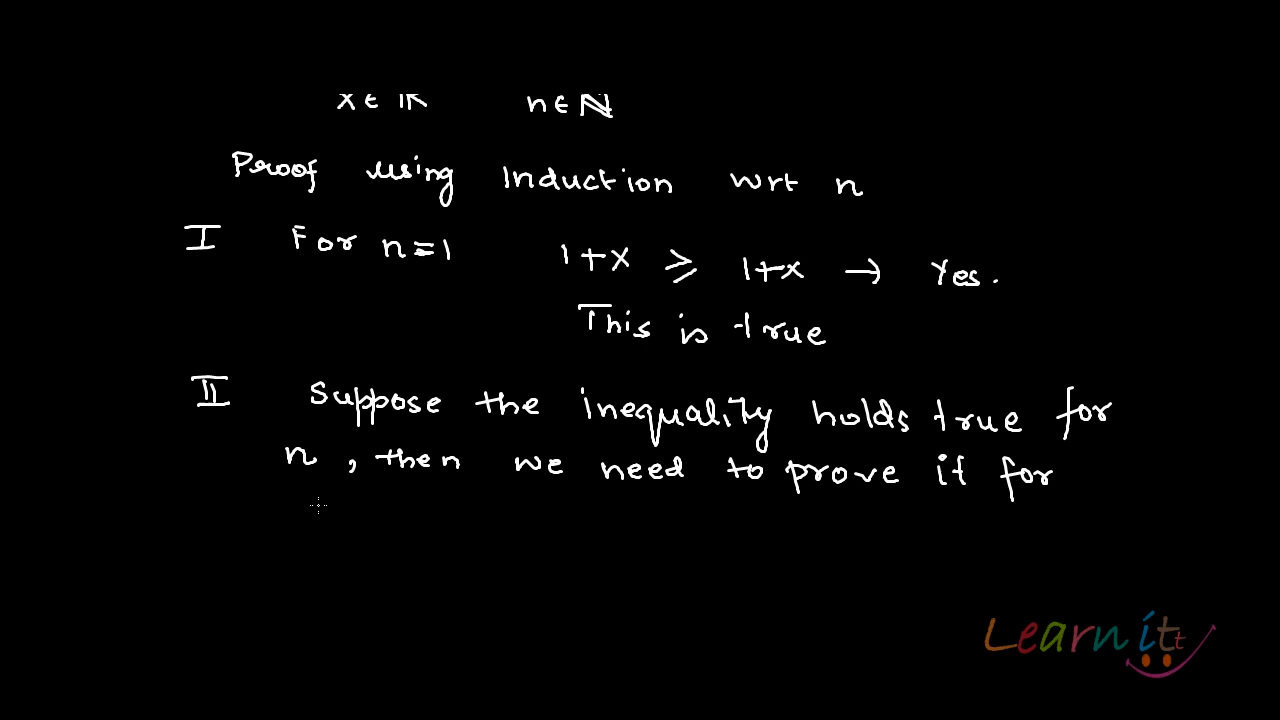 x ∈ ℝ n ∈ ℕ
Proof using Induction wrt n
I For n=1 1+x ≥ 1+x → Yes.
This is true
II Suppose the inequality holds true for
n, then we need to prove it for
Learnitt